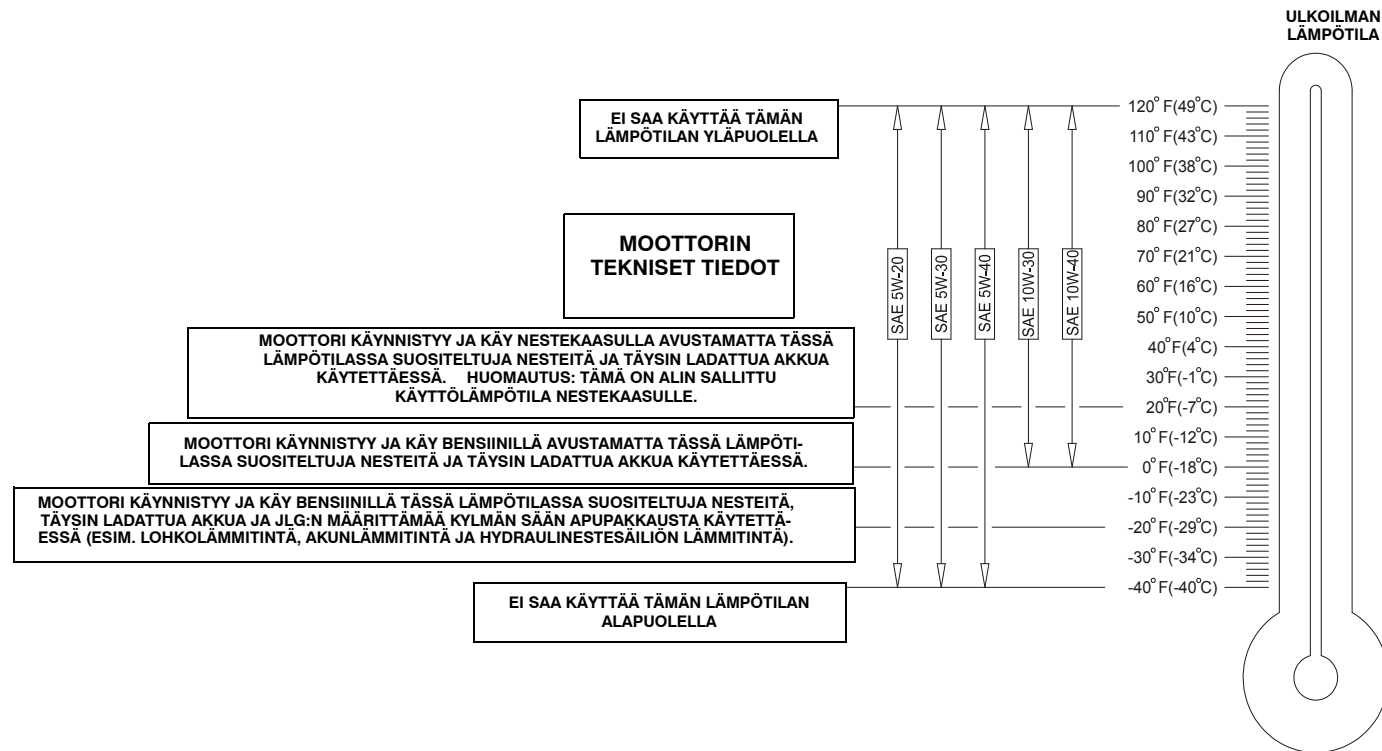 ULKOILMAN
LÄMPÖTILA
EI SAA KÄYTTÄÄ TÄMÄN
LÄMPÖTILAN YLÄPUOLELLA
MOOTTORIN
TEKNISET TIEDOT
MOOTTORI KÄYNNISTYY JA KÄY NESTEKAASULLA AVUSTAMATTA TÄSSÄ
LÄMPÖTILASSA SUOSITELTUJA NESTEITÄ JA TÄYSIN LADATTUA AKKUA
KÄYTETTÄESSÄ. HUOMAUTUS: TÄMÄ ON ALIN SALLITTU
KÄYTTÖLÄMPÖTILA NESTEKAASULLE.
MOOTTORI KÄYNNISTYY JA KÄY BENSIINILLÄ AVUSTAMATTA TÄSSÄ LÄMPÖTI-
LASSA SUOSITELTUJA NESTEITÄ JA TÄYSIN LADATTUA AKKUA KÄYTETTÄESSÄ.
MOOTTORI KÄYNNISTYY JA KÄY BENSIINILLÄ TÄSSÄ LÄMPÖTILASSA SUOSITELTUJA NESTEITÄ,
TÄYSIN LADATTUA AKKUA JA JLG:N MÄÄRITTÄMÄÄ KYLMÄN SÄÄN APUPAKKAUSTA KÄYTETTÄ-
ESSÄ (ESIM. LOHKOLÄMMITINTÄ, AKUNLÄMMITINTÄ JA HYDRAULINESTESÄILIÖN LÄMMITINTÄ).
EI SAA KÄYTTÄÄ TÄMÄN LÄMPÖTILAN
ALAPUOLELLA
SAE 5W-20
SAE 5W-30
SAE 5W-40
SAE 10W-30
SAE 10W-40
120° F(49°C)
110° F(43°C)
100° F(38°C)
90° F(32°C)
80° F(27°C)
70° F(21°C)
60° F(16°C)
50° F(10°C)
40° F(4°C)
30°F(-1°C)
20°F(-7°C)
10° F(-12°C)
0° F(-18°C)
-10° F(-23°C)
-20° F(-29°C)
-30° F(-34°C)
-40° F(-40°C)